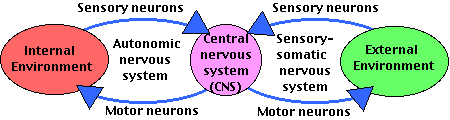 Sensory neurons
Sensory neurons
Internal
Environment
Autonomic
nervous
system
Central
nervous
system
(CNS)
Sensory-
somatic
nervous
system
External
Environment
Motor neurons
Motor neurons